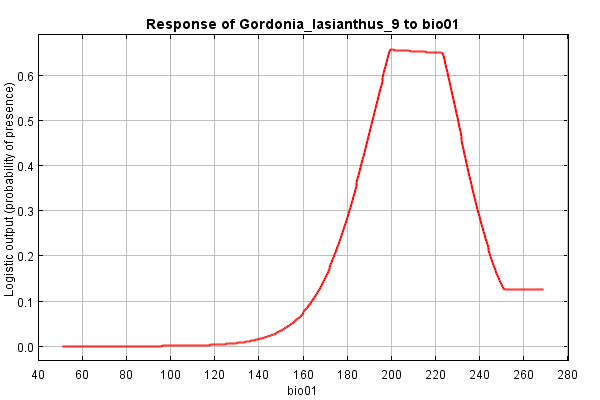 Response of Gordonia_lasianthus_9 to bio01
Logistic output (probability of presence)
0.6
0.5
0.4
0.3
0.2
0.1
0.0
40 60 80 100 120 140 160 180 200 220 240 260 280
bio01